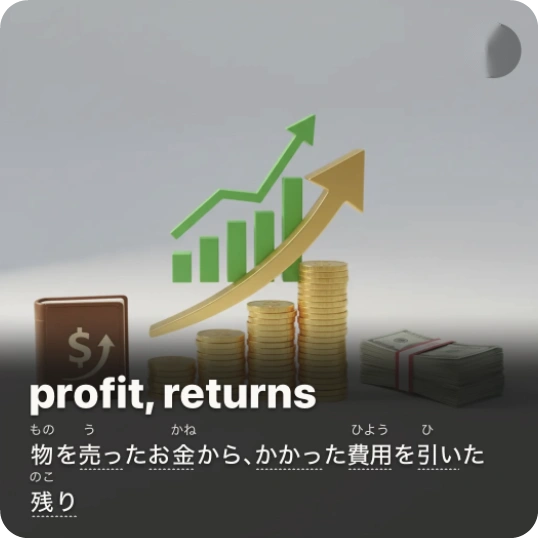 $
profit, returns
もの う かね ひよう ひ
物を売ったお金から、かかった費用を引いた
のこ
残り